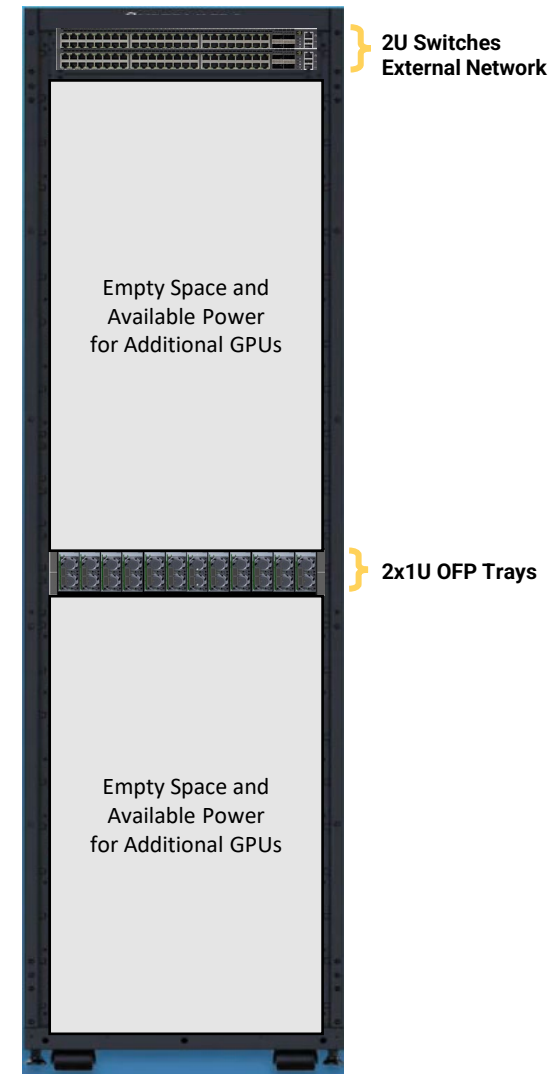 2U Switches
External Network
Empty Space and
Available Power
for Additional GPUs
2x1U OFP Trays
Empty Space and
Available Power
for Additional GPUs